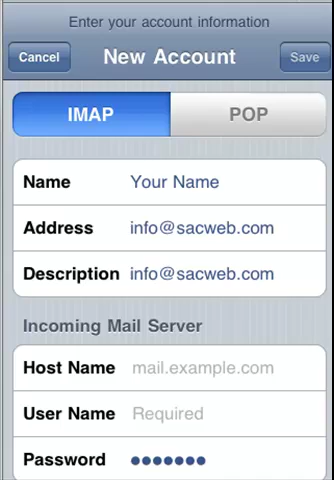 Enter your account information
Cancel New Account Save
IMAP POP
Name Your Name
Address info@sacweb.com
Description info@sacweb.com
Incoming Mail Server
Host Name mail.example.com
User Name Required
Password ●●●●●●●